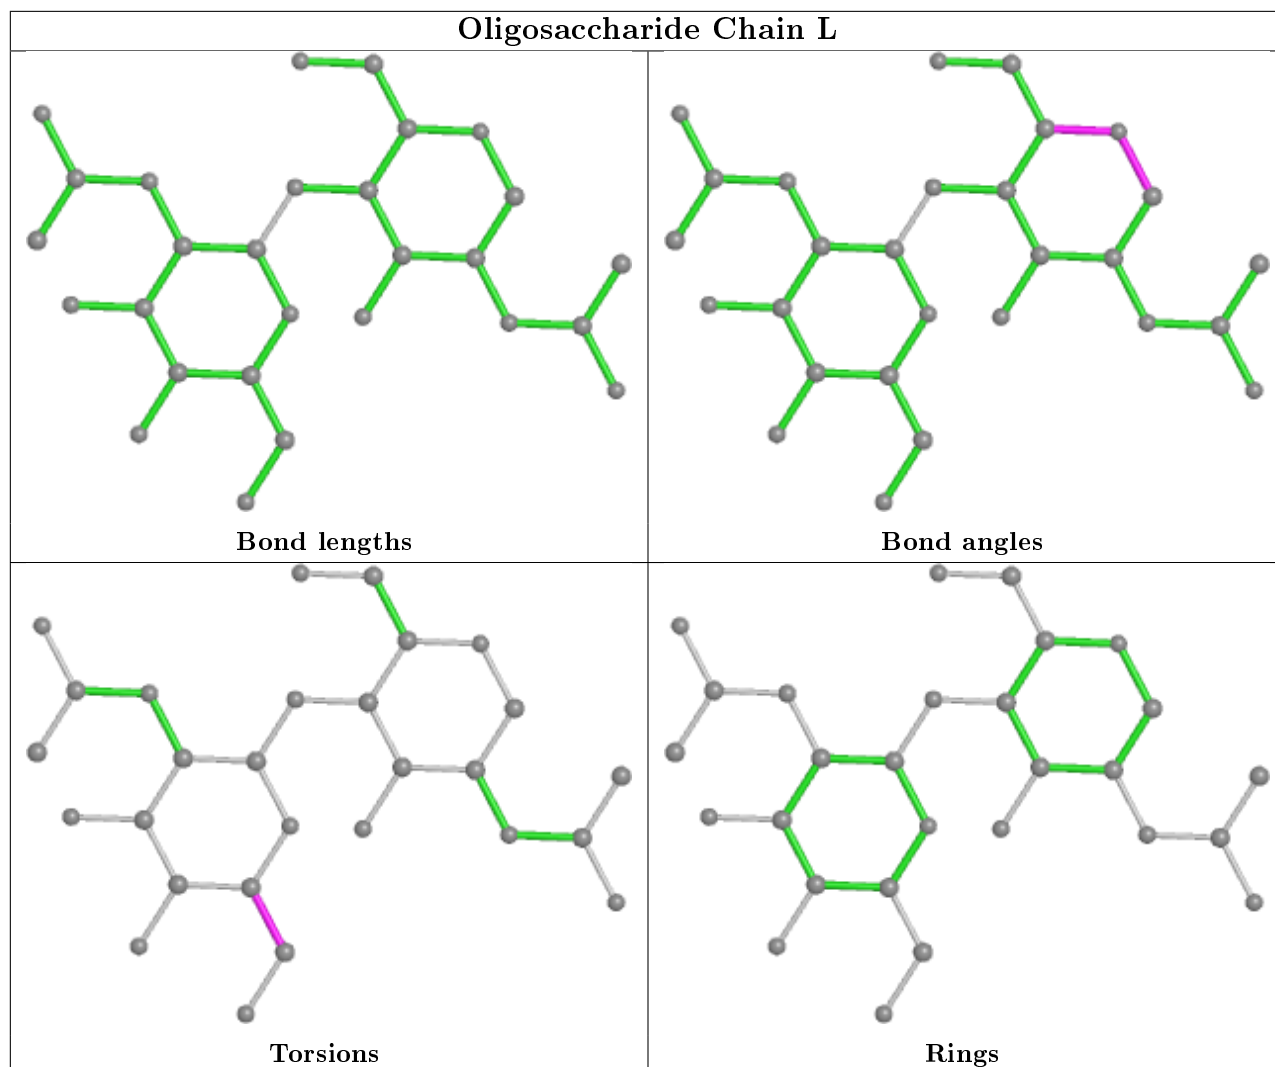 Oligosaccharide Chain L
Bond lengths
Bond angles
Torsions
Rings